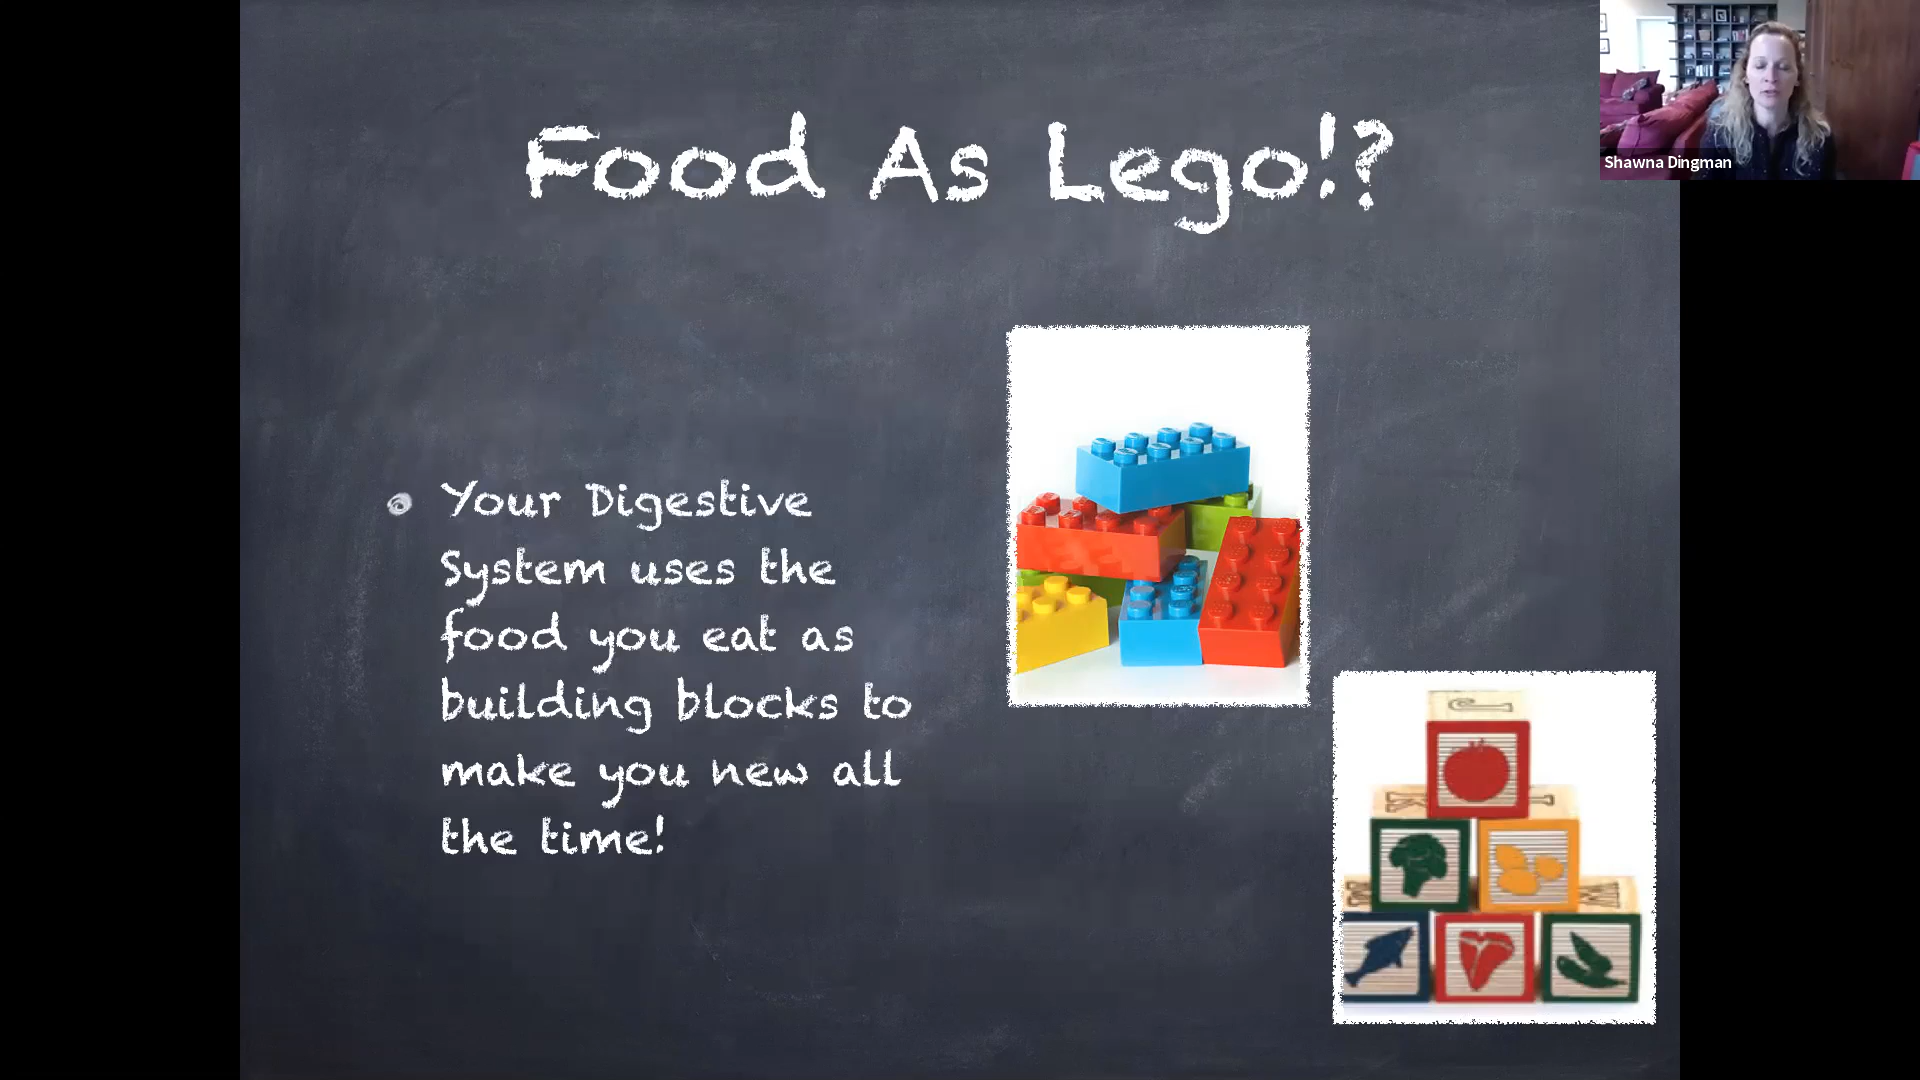 Food As Lego!?
Shawna Dingman
Your Digestive
System uses the
food you eat as
building blocks to
make you new all
the time!
J
K